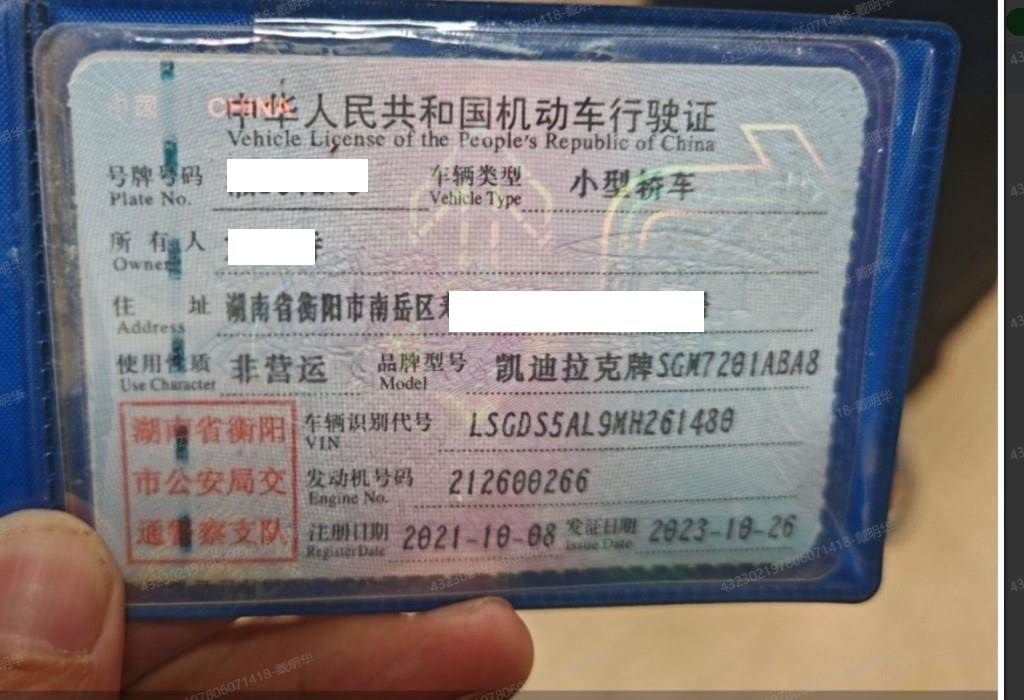 中国 CHINA
中华人民共和国机动车行驶证
Vehicle License of the People's Republic of China
号牌号码 车辆类型 小型轿车
Plate No. Vehicle Type
所有人
Owner
住址 湖南省衡阳市南岳区
Address
使用性质 非营运 品牌型号 凯迪拉克牌SGM7201ABA8
Use Character Model
湖南省衡阳
市公安局交
通警察支队
车辆识别代号 LSGDS5AL9MH261480
VIN
发动机号码 212600266
Engine No.
注册日期 2021-10-08 发证日期 2023-10-26
Register Date Issue Date